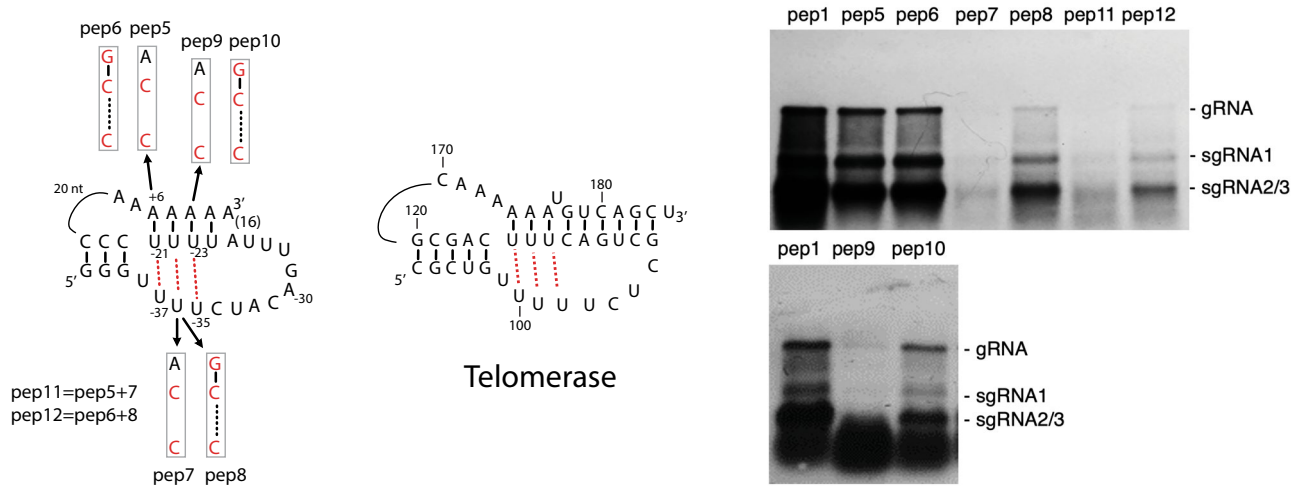 pep6 pep5
pep9 pep10
G A
C C
C C
A G
C C
C C
20 nt
A A +6 A A A A A 3'
(16)
C C C U U U U A U U U
-21 -23
5' G G G U U U U C U A C A G
-30
-37 -35
A G
C C
C C
pep11=pep5+7
pep12=pep6+8
pep7 pep8
170
C A A A A A A U G U C A G C U 3'
180
120
G C G A C U U U C A G U C G
5' C G C U G U U U U U C U C
100
Telomerase
pep1 pep5 pep6 pep7 pep8 pep11 pep12
- gRNA
- sgRNA1
- sgRNA2/3
pep1 pep9 pep10
- gRNA
- sgRNA1
- sgRNA2/3